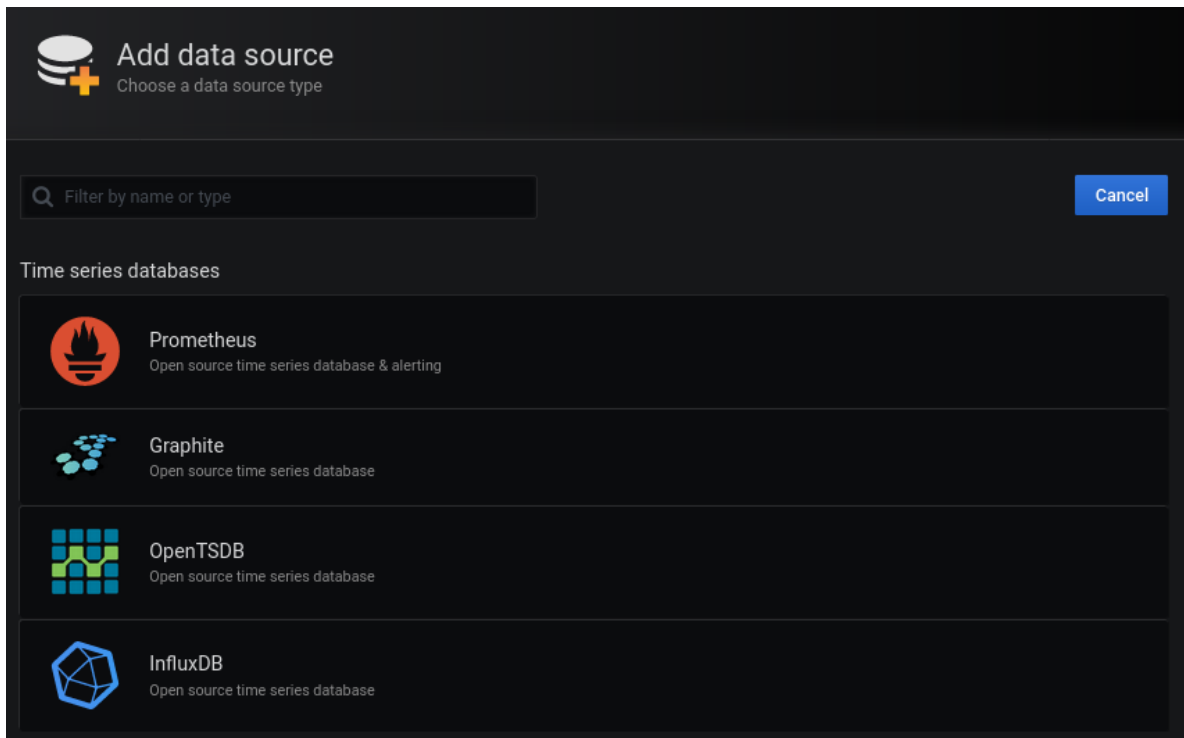 Add data source
Choose a data source type
Filter by name or type
Cancel
Time series databases
Prometheus
Open source time series database & alerting
Graphite
Open source time series database
OpenTSDB
Open source time series database
InfluxDB
Open source time series database